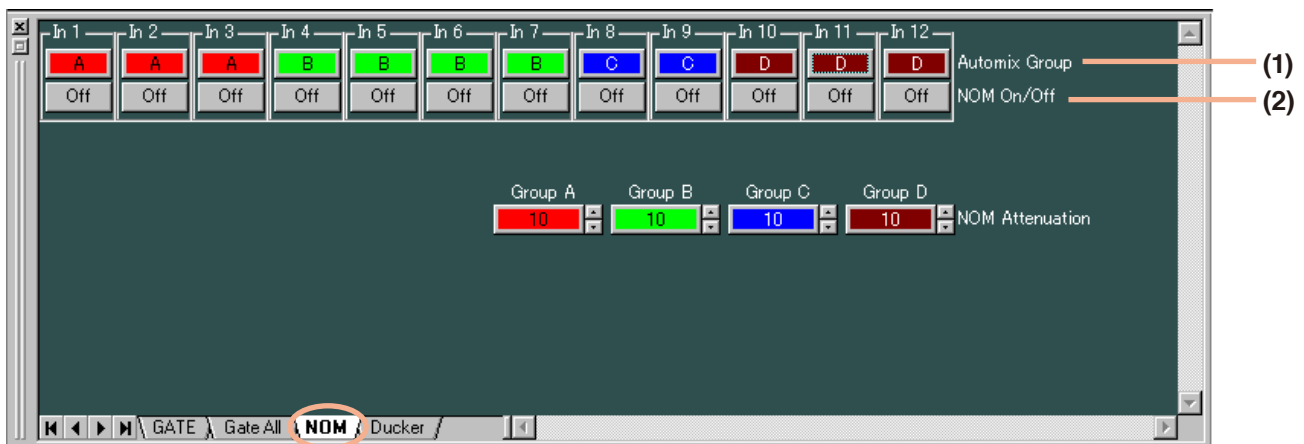 In 1 In 2 In 3 In 4 In 5 In 6 In 7 In 8 In 9 In 10 In 11 In 12
A A A B B B B C C D D D Automix Group (1)
Off Off Off Off Off Off Off Off Off Off Off Off NOM On/Off (2)
Group A Group B Group C Group D
10 10 10 10 NOM Attenuation
GATE Gate All NOM Ducker